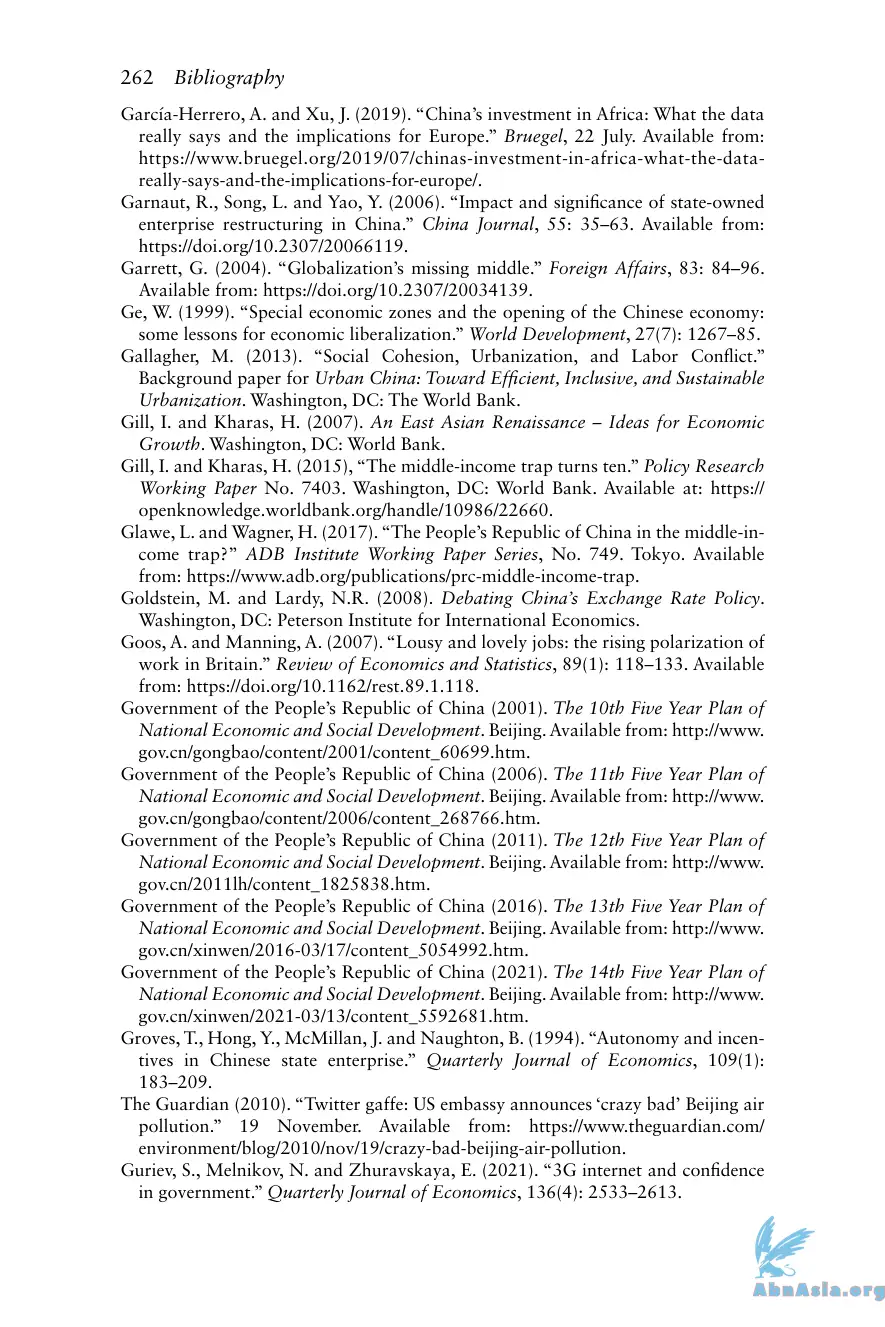 262 Bibliography
García-Herrero, A. and Xu, J. (2019). “China’s investment in Africa: What the data
really says and the implications for Europe.” Bruegel, 22 July. Available from:
https://www.bruegel.org/2019/07/chinas-investment-in-africa-what-the-data-
really-says-and-the-implications-for-europe/.
Garnaut, R., Song, L. and Yao, Y. (2006). “Impact and significance of state-owned
enterprise restructuring in China.” China Journal, 55: 35–63. Available from:
https://doi.org/10.2307/20066119.
Garrett, G. (2004). “Globalization’s missing middle.” Foreign Affairs, 83: 84–96.
Available from: https://doi.org/10.2307/20034139.
Ge, W. (1999). “Special economic zones and the opening of the Chinese economy:
some lessons for economic liberalization.” World Development, 27(7): 1267–85.
Gallagher, M. (2013). “Social Cohesion, Urbanization, and Labor Conflict.”
Background paper for Urban China: Toward Efficient, Inclusive, and Sustainable
Urbanization. Washington, DC: The World Bank.
Gill, I. and Kharas, H. (2007). An East Asian Renaissance – Ideas for Economic
Growth. Washington, DC: World Bank.
Gill, I. and Kharas, H. (2015), “The middle-income trap turns ten.” Policy Research
Working Paper No. 7403. Washington, DC: World Bank. Available at: https://
openknowledge.worldbank.org/handle/10986/22660.
Glawe, L. and Wagner, H. (2017). “The People’s Republic of China in the middle-in-
come trap?” ADB Institute Working Paper Series, No. 749. Tokyo. Available
from: https://www.adb.org/publications/prc-middle-income-trap.
Goldstein, M. and Lardy, N.R. (2008). Debating China’s Exchange Rate Policy.
Washington, DC: Peterson Institute for International Economics.
Goos, A. and Manning, A. (2007). “Lousy and lovely jobs: the rising polarization of
work in Britain.” Review of Economics and Statistics, 89(1): 118–133. Available
from: https://doi.org/10.1162/rest.89.1.118.
Government of the People’s Republic of China (2001). The 10th Five Year Plan of
National Economic and Social Development. Beijing. Available from: http://www.
gov.cn/gongbao/content/2001/content_60699.htm.
Government of the People’s Republic of China (2006). The 11th Five Year Plan of
National Economic and Social Development. Beijing. Available from: http://www.
gov.cn/gongbao/content/2006/content_268766.htm.
Government of the People’s Republic of China (2011). The 12th Five Year Plan of
National Economic and Social Development. Beijing. Available from: http://www.
gov.cn/2011lh/content_1825838.htm.
Government of the People’s Republic of China (2016). The 13th Five Year Plan of
National Economic and Social Development. Beijing. Available from: http://www.
gov.cn/xinwen/2016-03/17/content_5054992.htm.
Government of the People’s Republic of China (2021). The 14th Five Year Plan of
National Economic and Social Development. Beijing. Available from: http://www.
gov.cn/xinwen/2021-03/13/content_5592681.htm.
Groves, T., Hong, Y., McMillan, J. and Naughton, B. (1994). “Autonomy and incen-
tives in Chinese state enterprise.” Quarterly Journal of Economics, 109(1):
183–209.
The Guardian (2010). “Twitter gaffe: US embassy announces ‘crazy bad’ Beijing air
pollution.” 19 November. Available from: https://www.theguardian.com/
environment/blog/2010/nov/19/crazy-bad-beijing-air-pollution.
Guriev, S., Melnikov, N. and Zhuravskaya, E. (2021). “3G internet and confidence
in government.” Quarterly Journal of Economics, 136(4): 2533–2613.
AbnAsia.org